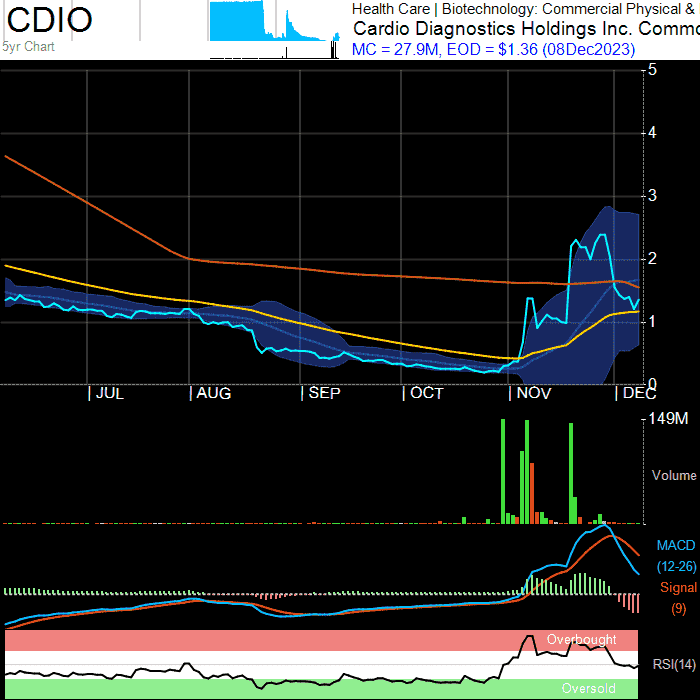 CDIO
5yr Chart
Health Care | Biotechnology: Commercial Physical &
Cardio Diagnostics Holdings Inc. Commo
MC = 27.9M, EOD = $1.36 (08Dec2023)
5
4
3
2
1
0
| JUL | AUG | SEP | OCT | NOV | DEC
149M
Volume
MACD
(12-26)
Signal
(9)
Overbought
RSI(14)
Oversold